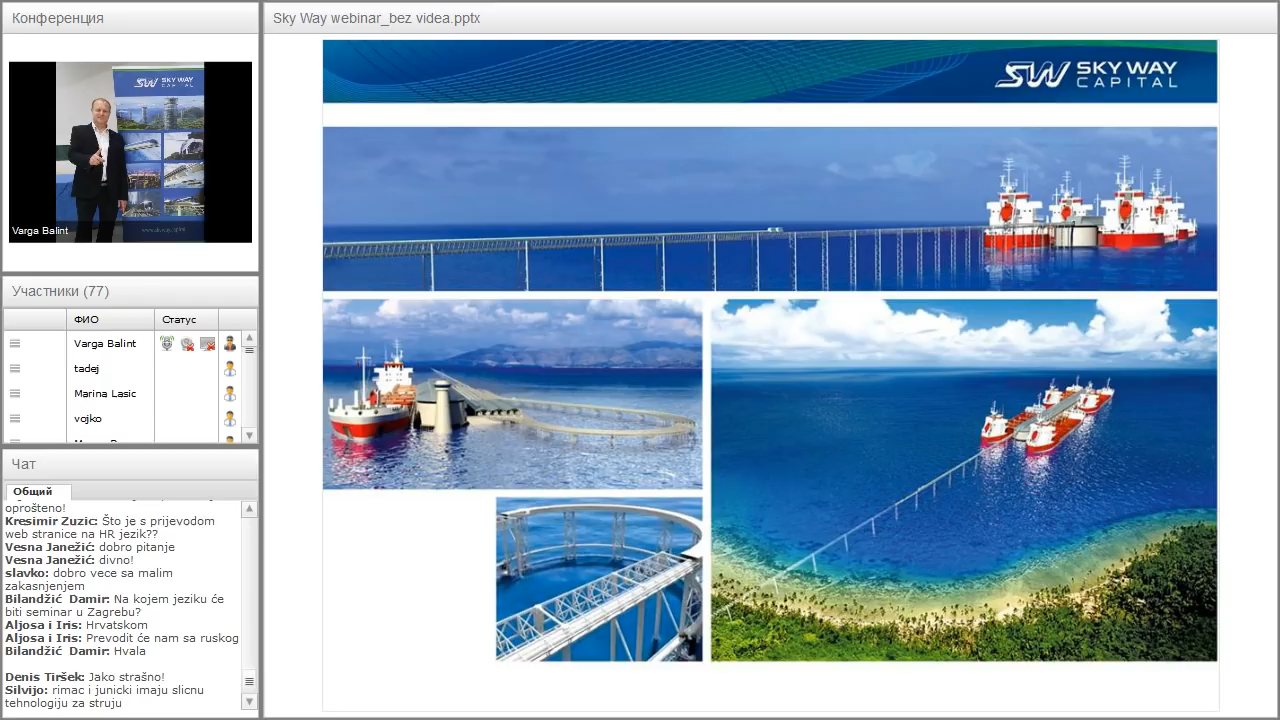 Конференция
Varga Balint
SKY WAY
CAPITAL
Участники (77)
ФИО
Статус
Varga Balint
tadej
Marina Lasic
vojko
Чат
Общий
oprošteno!
Kresimir Zuzic: Što je s prijevodom
web stranice na HR jezik??
Vesna Janežić: dobro pitanje
Vesna Janežić: divno!
slavko: dobro vece sa malim
zakasnjenjem
Bilandžić Damir: Na kojem jeziku će
biti seminar u Zagrebu?
Aljosa i Iris: Hrvatskom
Aljosa i Iris: Prevodit će nam sa ruskog
Bilandžić Damir: Hvala
Denis Tiršek: Jako strašno!
Silvijo: rimac i junicki imaju slicnu
tehnologiju za struju
Sky Way webinar_bez videa.pptx
SKY WAY
CAPITAL